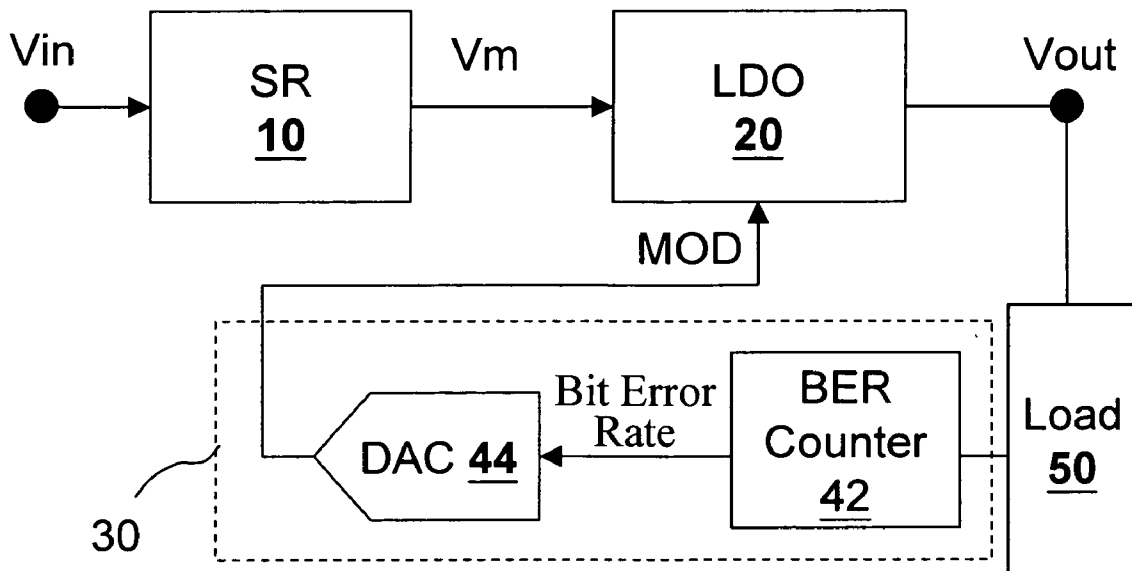 Vin
SR
10
Vm
LDO
20
Vout
MOD
30
DAC 44
Bit Error
Rate
BER
Counter
42
Load
50